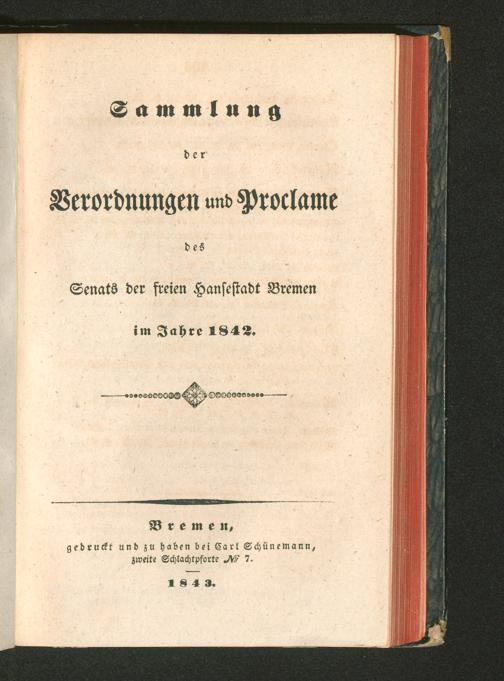 Sammlung
der
Verordnungen und Proclame
des
Senats der freien Hansestadt Bremen
im Jahre 1842.
Bremen,
gedruckt und zu haben bei Carl Schünemann,
zweite Schlachtpforte № 7.
1843.